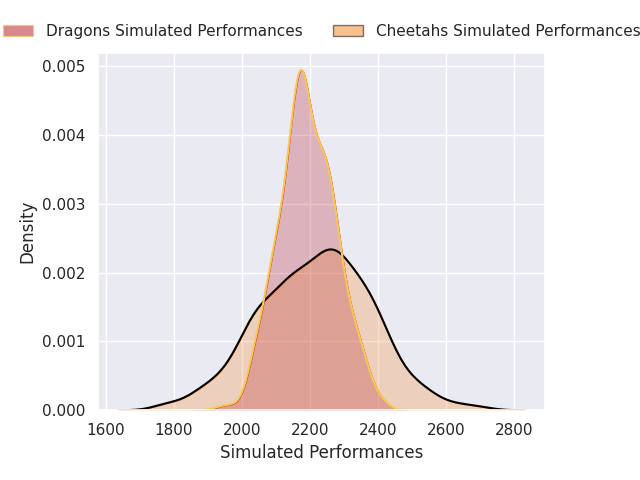 Dragons Simulated Performances
Cheetahs Simulated Performances
0.005
0.004
0.003
0.002
0.001
0.000
Density
1600 1800 2000 2200 2400 2600 2800
Simulated Performances